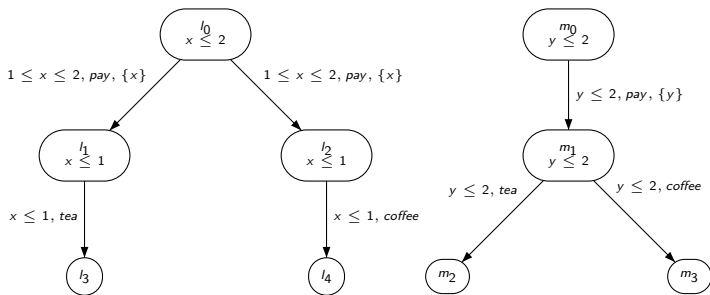 l0
x ≤ 2
1 ≤ x ≤ 2, pay, {x}
1 ≤ x ≤ 2, pay, {x}
l1
x ≤ 1
l2
x ≤ 1
x ≤ 1, tea
x ≤ 1, coffee
l3
l4
m0
y ≤ 2
y ≤ 2, pay, {y}
m1
y ≤ 2
y ≤ 2, tea
y ≤ 2, coffee
m2
m3